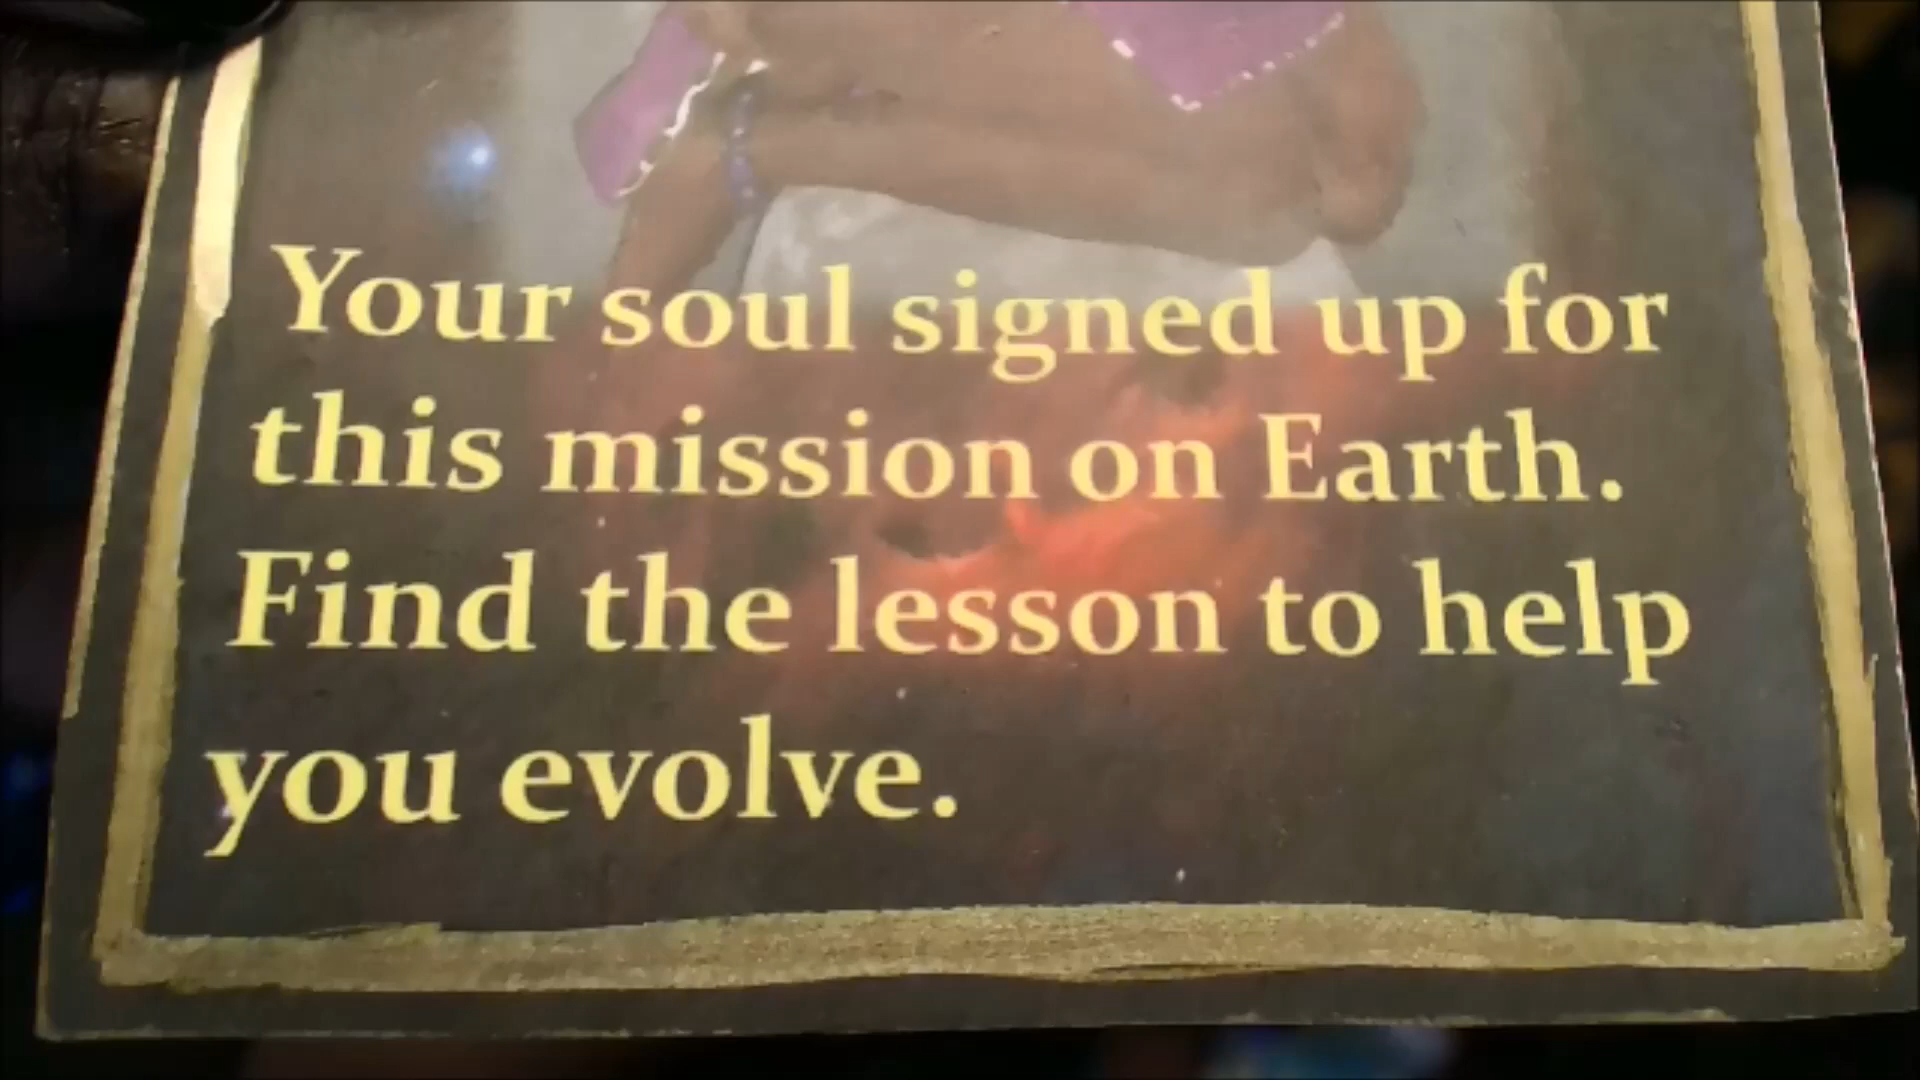 Your soul signed up for
this mission on Earth.
Find the lesson to help
you evolve.